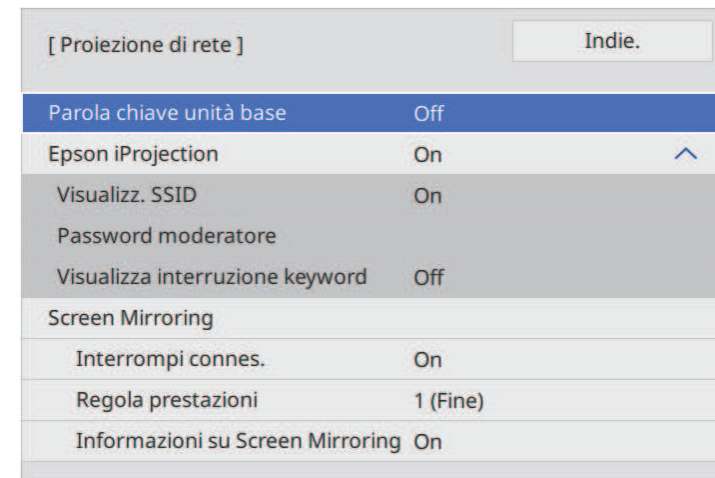 [ Proiezione di rete ] Indie.
Parola chiave unità base Off
Epson iProjection On
Visualizz. SSID On
Password moderatore
Visualizza interruzione keyword Off
Screen Mirroring
Interrompi connes. On
Regola prestazioni 1 (Fine)
Informazioni su Screen Mirroring On